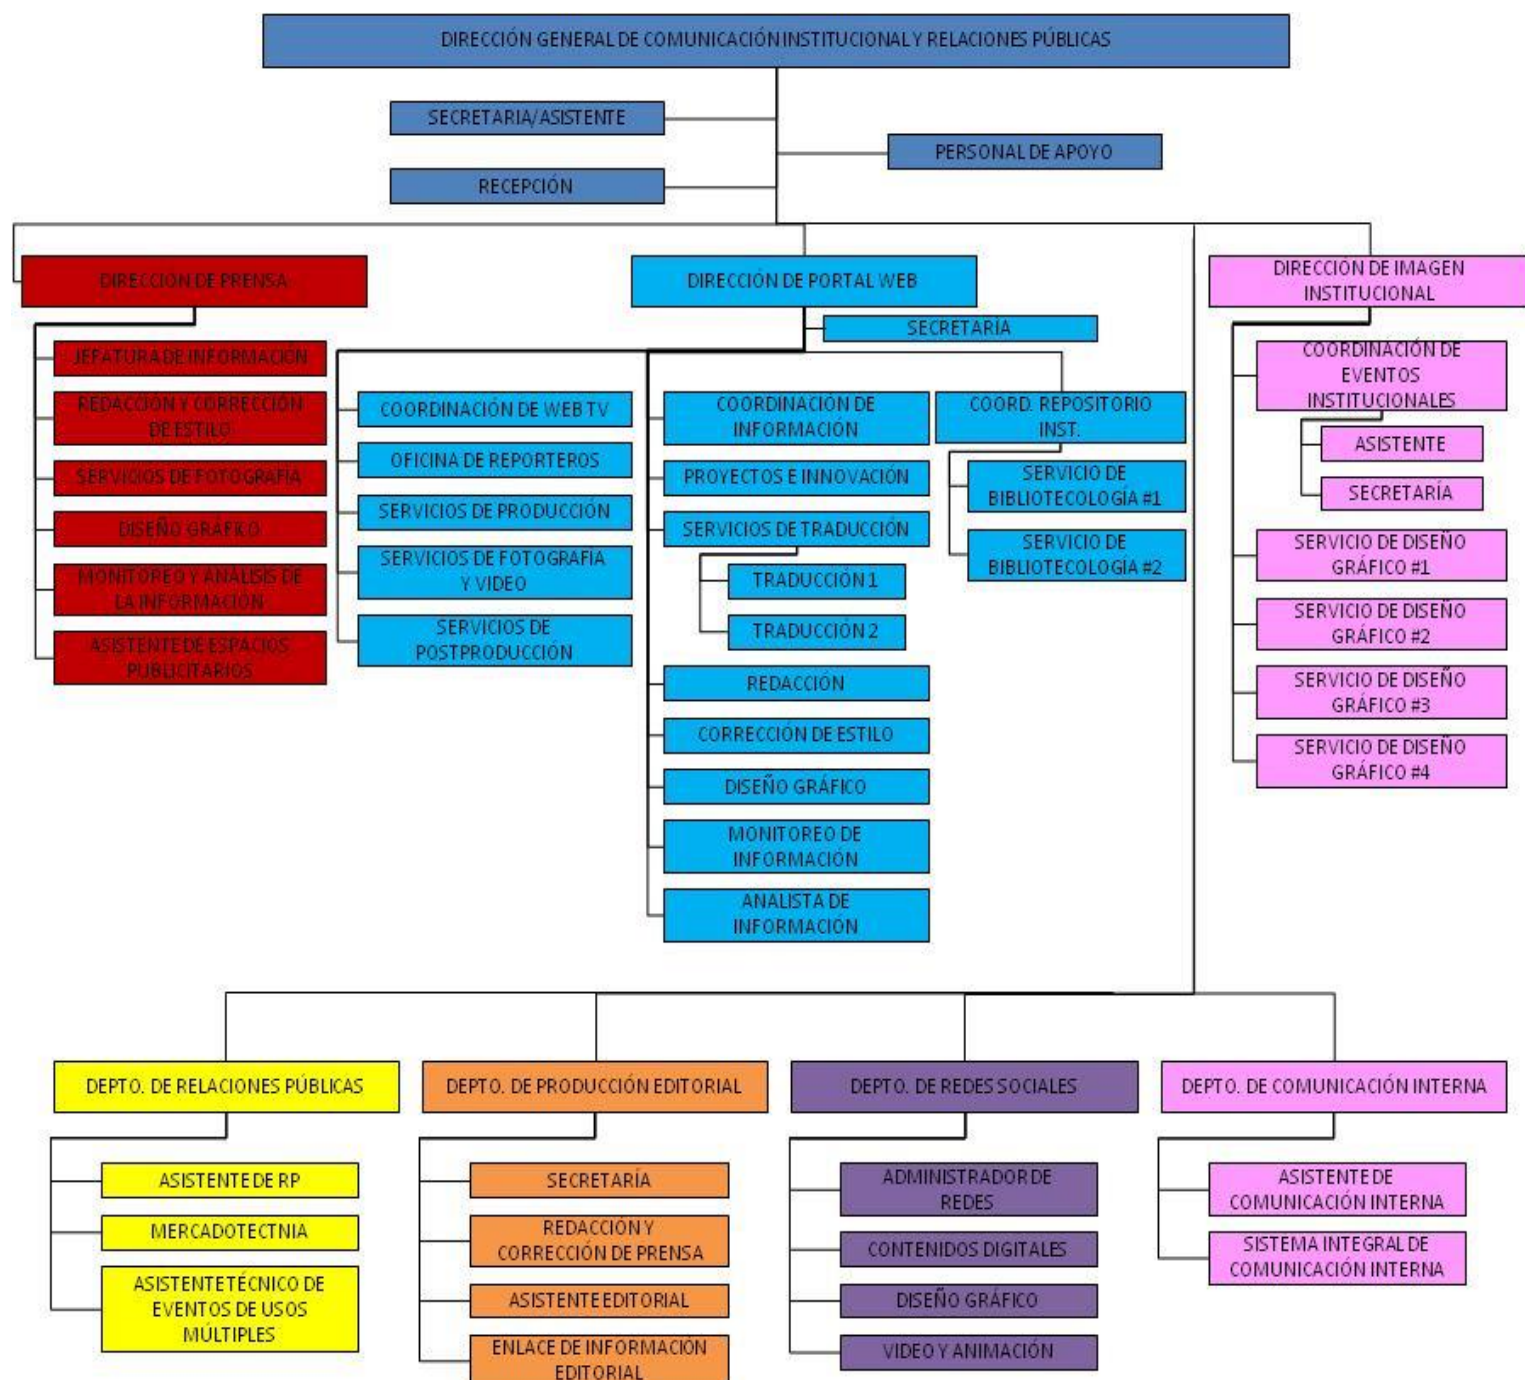 DIRECCIÓN GENERAL DE COMUNICACIÓN INSTITUCIONAL Y RELACIONES PÚBLICAS
SECRETARIA/ASISTENTE
PERSONAL DE APOYO
RECEPCIÓN
DIRECCIÓN DE PRENSA
JEFATURA DE INFORMACIÓN
REDACCIÓN Y CORRECCIÓN
DE ESTILO
SERVICIOS DE FOTOGRAFÍA
DISEÑO GRÁFICO
MONITOREO Y ANÁLISIS DE
LA INFORMACIÓN
ASISTENTE DE ESPACIOS
PUBLICITARIOS
DIRECCIÓN DE PORTAL WEB
SECRETARÍA
COORDINACIÓN DE WEB TV
OFICINA DE REPORTEROS
SERVICIOS DE PRODUCCIÓN
SERVICIOS DE FOTOGRAFÍA
Y VIDEO
SERVICIOS DE
POSTPRODUCCIÓN
COORDINACIÓN DE
INFORMACIÓN
PROYECTOS E INNOVACIÓN
SERVICIOS DE TRADUCCIÓN
TRADUCCIÓN 1
TRADUCCIÓN 2
REDACCIÓN
CORRECCIÓN DE ESTILO
DISEÑO GRÁFICO
MONITOREO DE
INFORMACIÓN
ANALISTA DE
INFORMACIÓN
COORD. REPOSITORIO
INST.
SERVICIO DE
BIBLIOTECOLOGÍA #1
SERVICIO DE
BIBLIOTECOLOGÍA #2
DIRECCIÓN DE IMAGEN
INSTITUCIONAL
COORDINACIÓN DE
EVENTOS
INSTITUCIONALES
ASISTENTE
SECRETARÍA
SERVICIO DE DISEÑO
GRÁFICO #1
SERVICIO DE DISEÑO
GRÁFICO #2
SERVICIO DE DISEÑO
GRÁFICO #3
SERVICIO DE DISEÑO
GRÁFICO #4
DEPTO. DE RELACIONES PÚBLICAS
ASISTENTE DE RP
MERCADOTECTNIA
ASISTENTE TÉCNICO DE
EVENTOS DE USOS
MÚLTIPLES
DEPTO. DE PRODUCCIÓN EDITORIAL
SECRETARÍA
REDACCIÓN Y
CORRECCIÓN DE PRENSA
ASISTENTE EDITORIAL
ENLACE DE INFORMACIÓN
EDITORIAL
DEPTO. DE REDES SOCIALES
ADMINISTRADOR DE
REDES
CONTENIDOS DIGITALES
DISEÑO GRÁFICO
VIDEO Y ANIMACIÓN
DEPTO. DE COMUNICACIÓN INTERNA
ASISTENTE DE
COMUNICACIÓN INTERNA
SISTEMA INTEGRAL DE
COMUNICACIÓN INTERNA